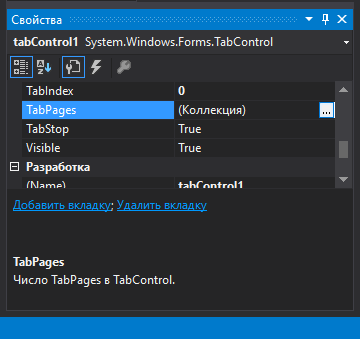 Свойства
tabControl1 System.Windows.Forms.TabControl
TabIndex 0
TabPages (Коллекция) ...
TabStop True
Visible True
Разработка
(Name) tabControl1
Добавить вкладку; Удалить вкладку
TabPages
Число TabPages в TabControl.